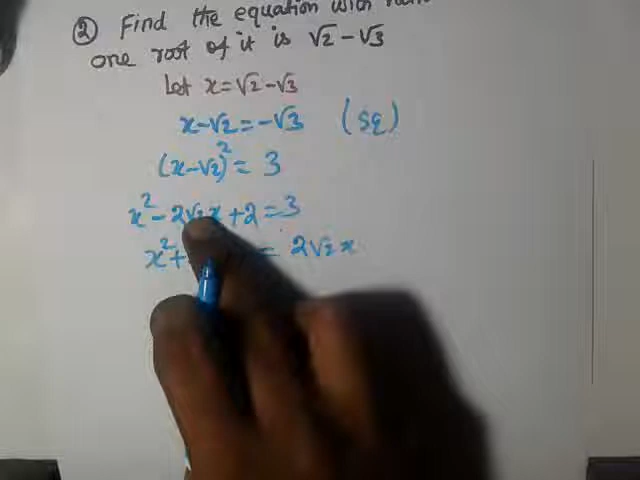 ② Find the equation with
one root of it is √2 - √3
Let x = √2 - √3
x - √2 = -√3 (sq)
(x - √2)² = 3
x² - 2√2x + 2 = 3
x² + = 2√2 x